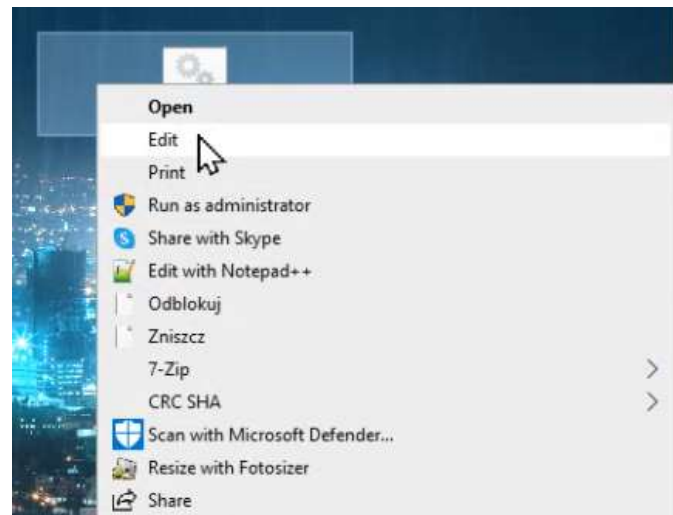 Open
Edit
Print
Run as administrator
Share with Skype
Edit with Notepad++
Odblokuj
Zniszcz
7-Zip
CRC SHA
Scan with Microsoft Defender...
Resize with Fotosizer
Share